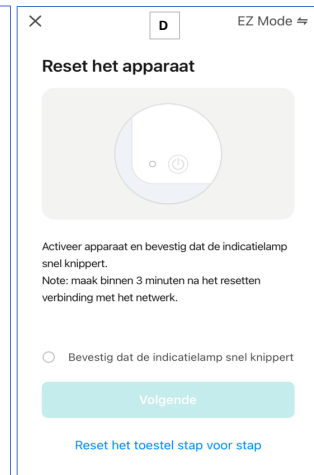 D
EZ Mode ⇋
Reset het apparaat
Activeer apparaat en bevestig dat de indicatielamp
snel knippert.
Note: maak binnen 3 minuten na het resetten
verbinding met het netwerk.
Bevestig dat de indicatielamp snel knippert
Volgende
Reset het toestel stap voor stap